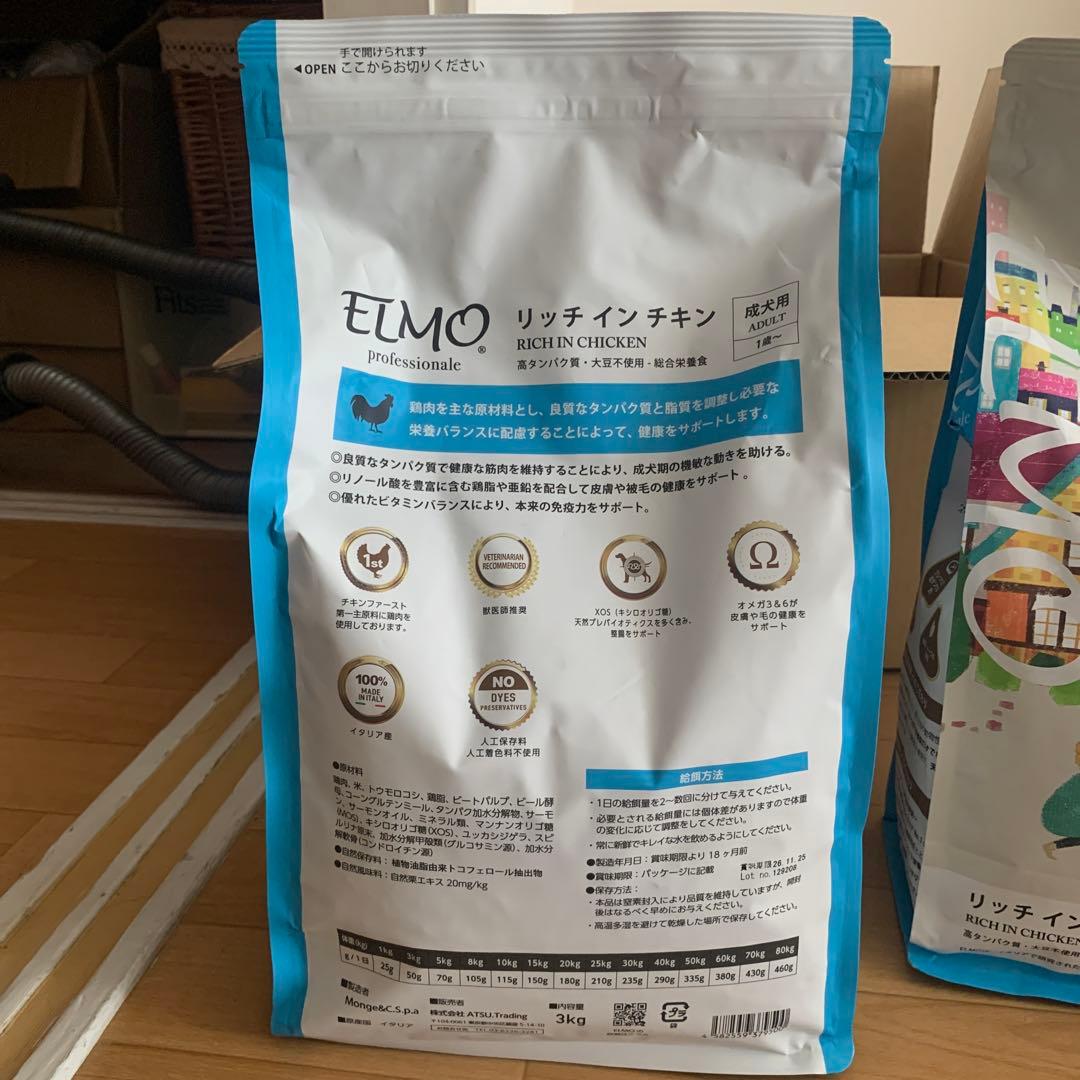 手で開けられます
◀OPEN ここからお切りください
ELMO®
professionale
リッチ イン チキン
RICH IN CHICKEN
高タンパク質・大豆不使用 - 総合栄養食
成犬用
ADULT
1歳～
鶏肉を主な原材料とし、良質なタンパク質と脂質を調整し必要な
栄養バランスに配慮することによって、健康をサポートします。
◎良質なタンパク質で健康な筋肉を維持することにより、成犬期の機敏な動きを助ける。
◎リノール酸を豊富に含む鶏脂や亜鉛を配合して皮膚や被毛の健康をサポート。
◎優れたビタミンバランスにより、本来の免疫力をサポート。
1st
チキンファースト
第一主原料に鶏肉を
使用しております。
VETERINARIAN
RECOMMENDED
獣医師推奨
XOS（キシロオリゴ糖）
天然プレバイオティクスを多く含み、
整腸をサポート
Ω
オメガ3＆6が
皮膚や毛の健康を
サポート
100%
MADE
IN ITALY
イタリア産
NO
DYES
PRESERVATIVES
人工保存料
人工着色料不使用
●原材料
鶏肉、米、トウモロコシ、鶏脂、ビートパルプ、ビール酵
母、コーングルテンミール、タンパク加水分解物、サーモ
ン、サーモンオイル、ミネラル類、マンナンオリゴ糖
(MOS)、キシロオリゴ糖(XOS)、ユッカシジゲラ、スピ
ルリナ原末、加水分解甲殻類(グルコサミン源)、加水分
解軟骨(コンドロイチン源)
●自然保存料：植物油脂由来トコフェロール抽出物
●自然風味料：自然栗エキス 20mg/kg
給餌方法
・1日の給餌量を2～数回に分けて与えてください。
・必要とされる給餌量には個体差がありますので体重
の変化に応じて調整をしてください。
・常に新鮮でキレイな水を飲めるようにしてください。
●製造年月日：賞味期限より18ヶ月前
●賞味期限：パッケージに記載
賞味期限 26.11.25
Lot no. 129208
●保存方法：
・本品は窒素封入により品質を維持していますが、開封
後はなるべく早めにお与えください。
・高温多湿を避けて乾燥した場所で保存してください。
体重(kg) 1kg 3kg 5kg 8kg 10kg 15kg 20kg 25kg 30kg 40kg 50kg 60kg 70kg 80kg
g/1日 25g 50g 70g 105g 115g 150g 180g 210g 235g 290g 335g 380g 430g 460g
■製造者
Monge&C.S.p.a
■原産国 イタリア
■販売者
株式会社 ATSU.Trading
■内容量
3kg
プラ
袋
Fits
リッチ イン
RICH IN CHICKEN
高タンパク質・大豆不使用